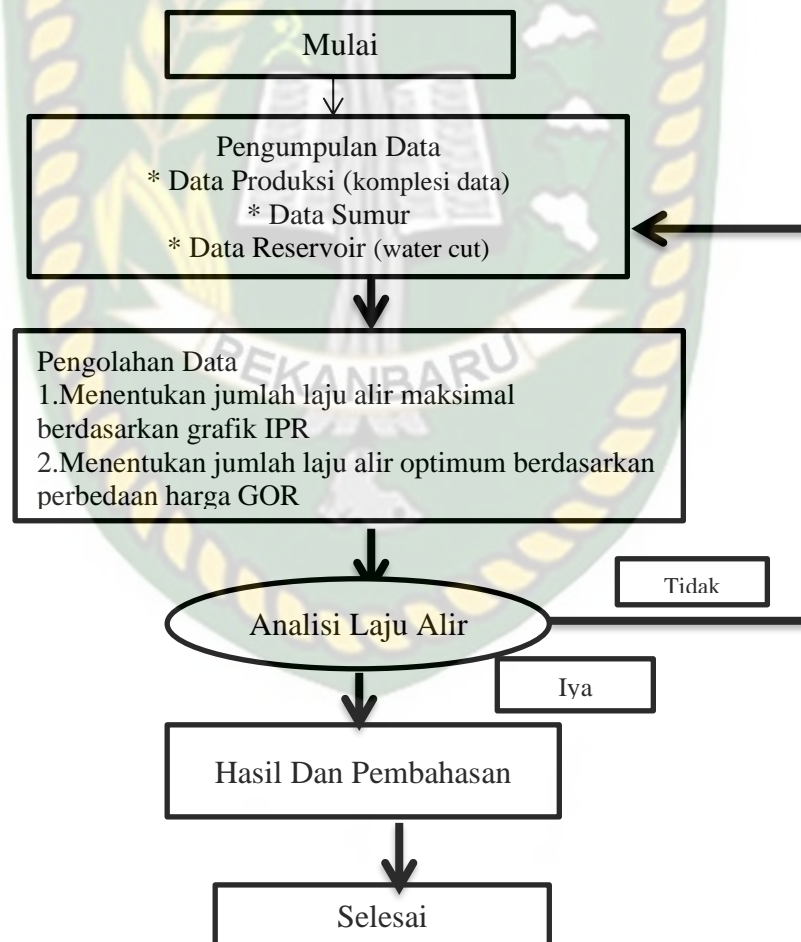 Mulai
Pengumpulan Data
* Data Produksi (komplesi data)
* Data Sumur
* Data Reservoir (water cut)
PEKANBARU
Pengolahan Data
1.Menentukan jumlah laju alir maksimal
berdasarkan grafik IPR
2.Menentukan jumlah laju alir optimum berdasarkan
perbedaan harga GOR
Tidak
Analisi Laju Alir
Iya
Hasil Dan Pembahasan
Selesai